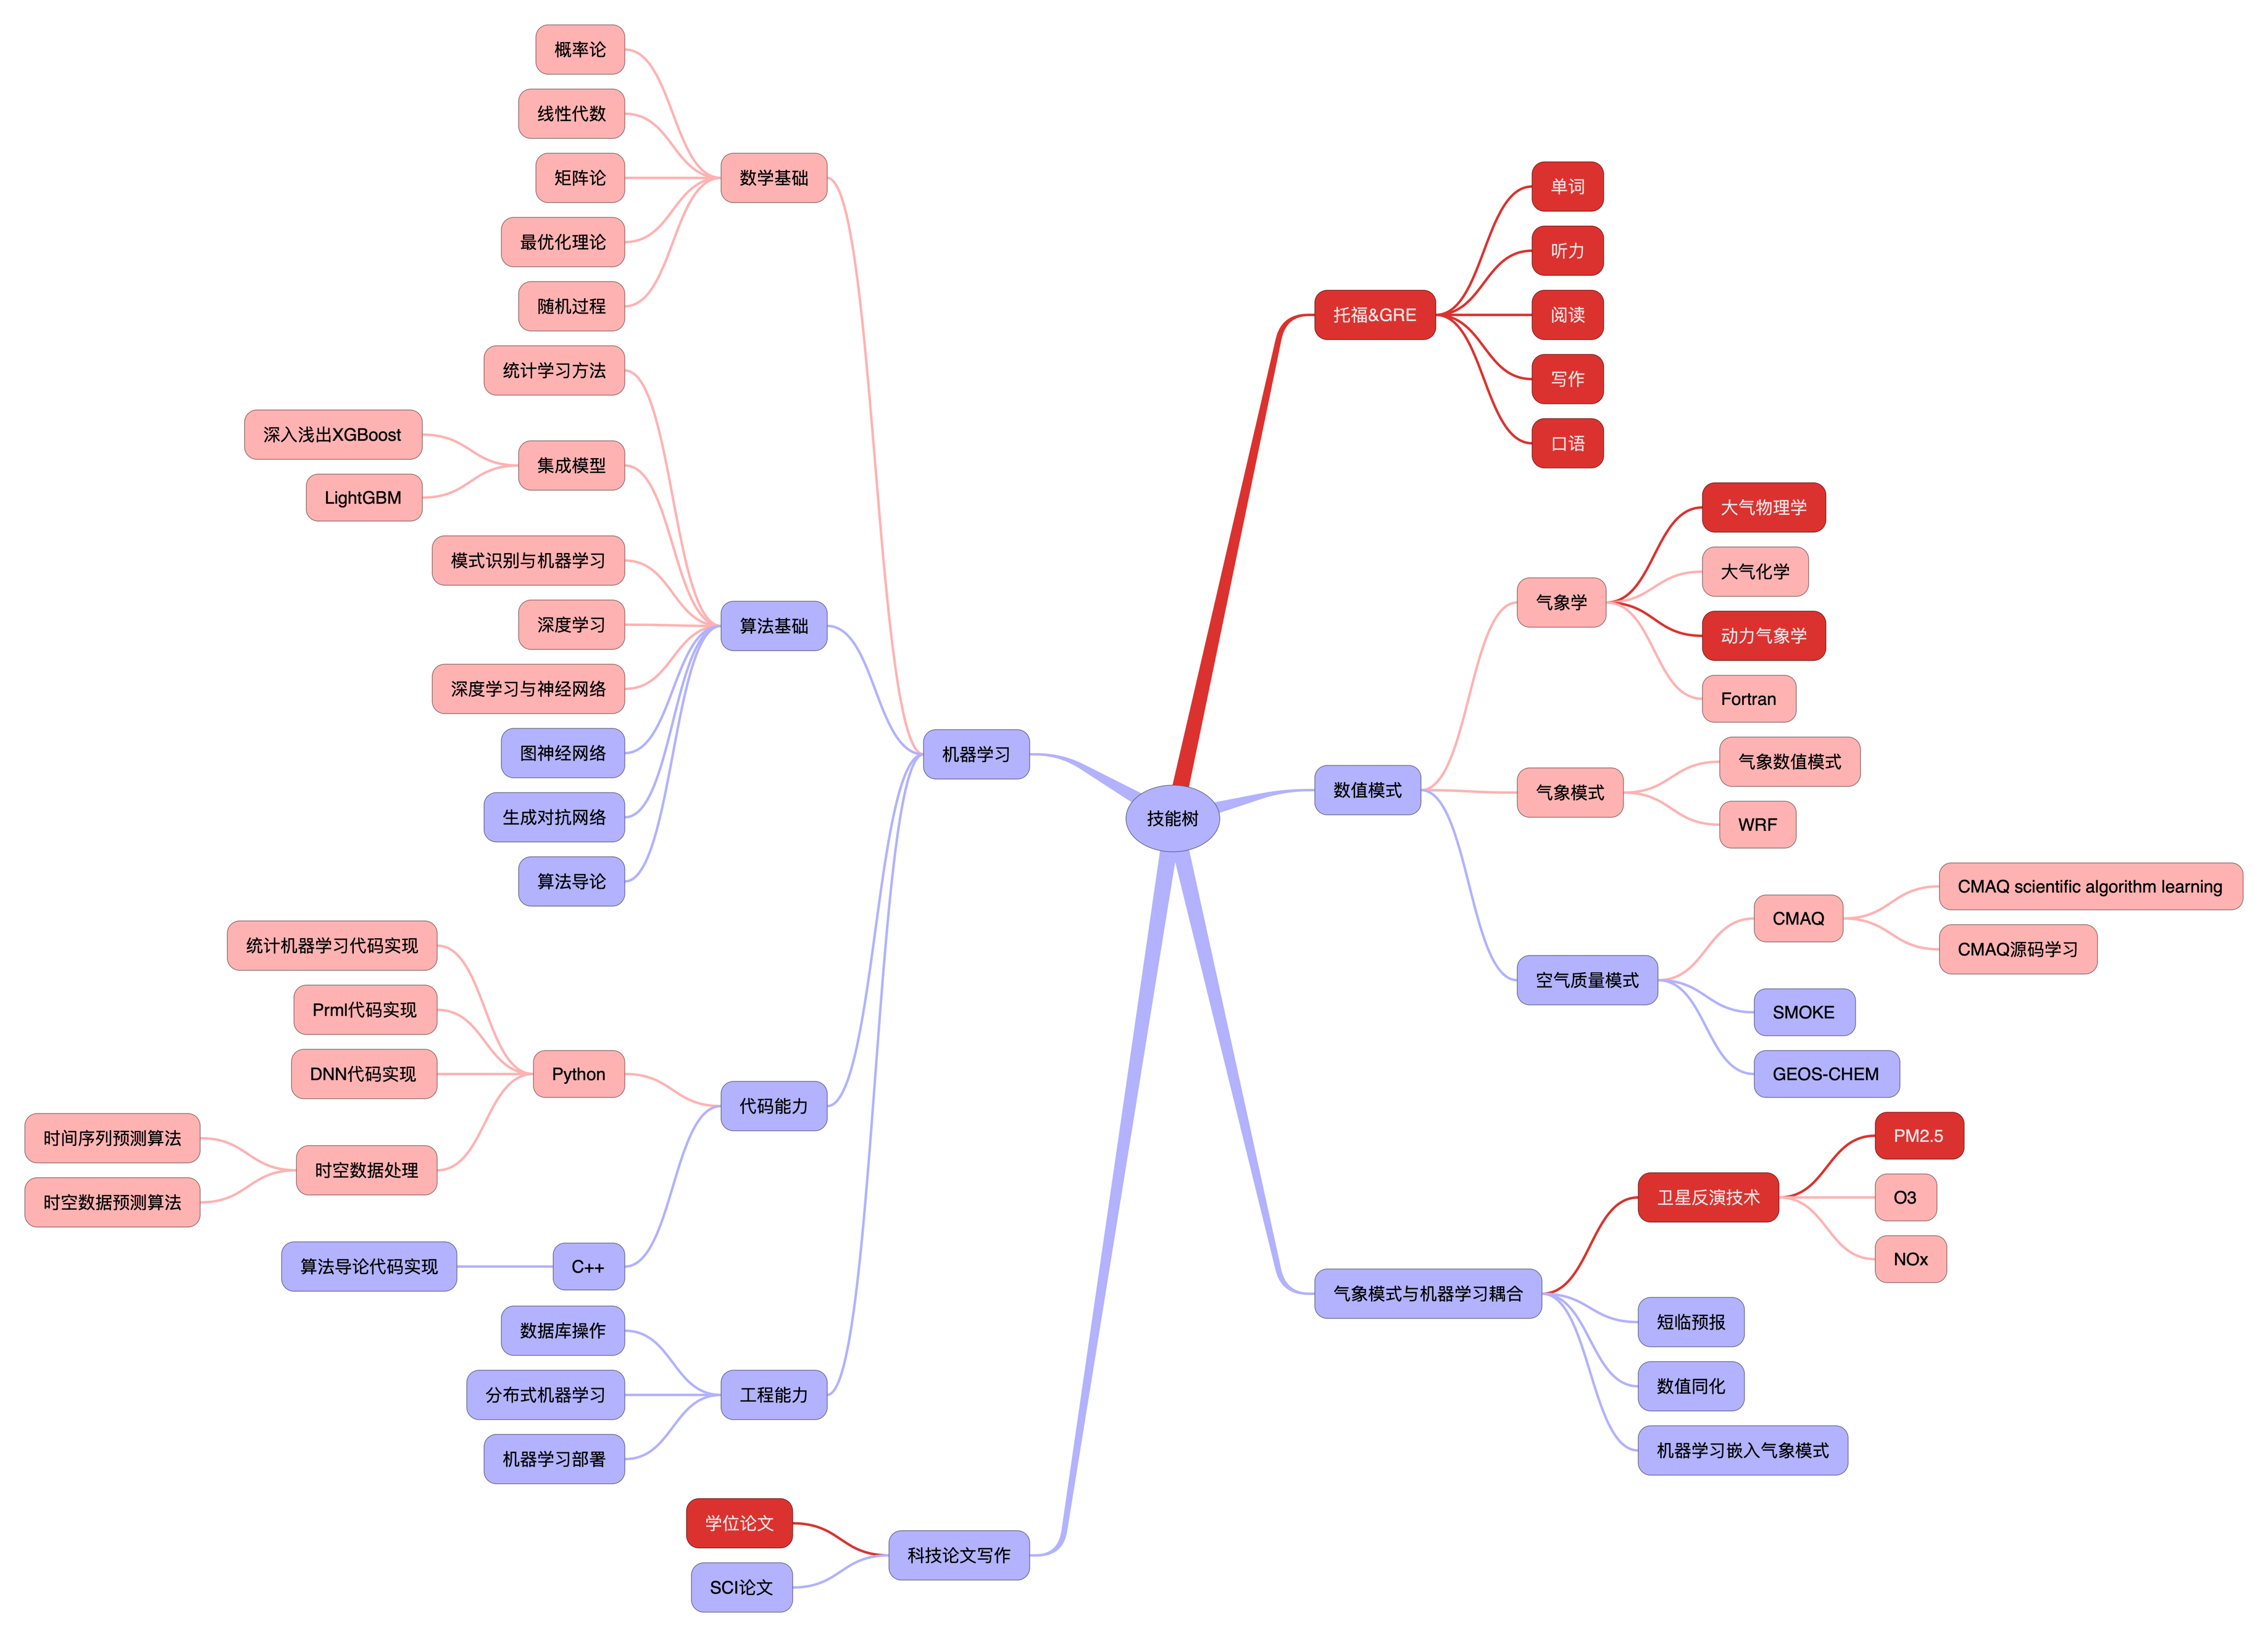 技能树
机器学习
数学基础
概率论
线性代数
矩阵论
最优化理论
随机过程
算法基础
统计学习方法
集成模型
深入浅出XGBoost
LightGBM
模式识别与机器学习
深度学习
深度学习与神经网络
图神经网络
生成对抗网络
算法导论
代码能力
Python
统计机器学习代码实现
Prml代码实现
DNN代码实现
时空数据处理
时间序列预测算法
时空数据预测算法
C++
算法导论代码实现
工程能力
数据库操作
分布式机器学习
机器学习部署
科技论文写作
学位论文
SCI论文
托福&GRE
单词
听力
阅读
写作
口语
数值模式
气象学
大气物理学
大气化学
动力气象学
Fortran
气象模式
气象数值模式
WRF
空气质量模式
CMAQ
CMAQ scientific algorithm learning
CMAQ源码学习
SMOKE
GEOS-CHEM
气象模式与机器学习耦合
卫星反演技术
PM2.5
O3
NOx
短临预报
数值同化
机器学习嵌入气象模式